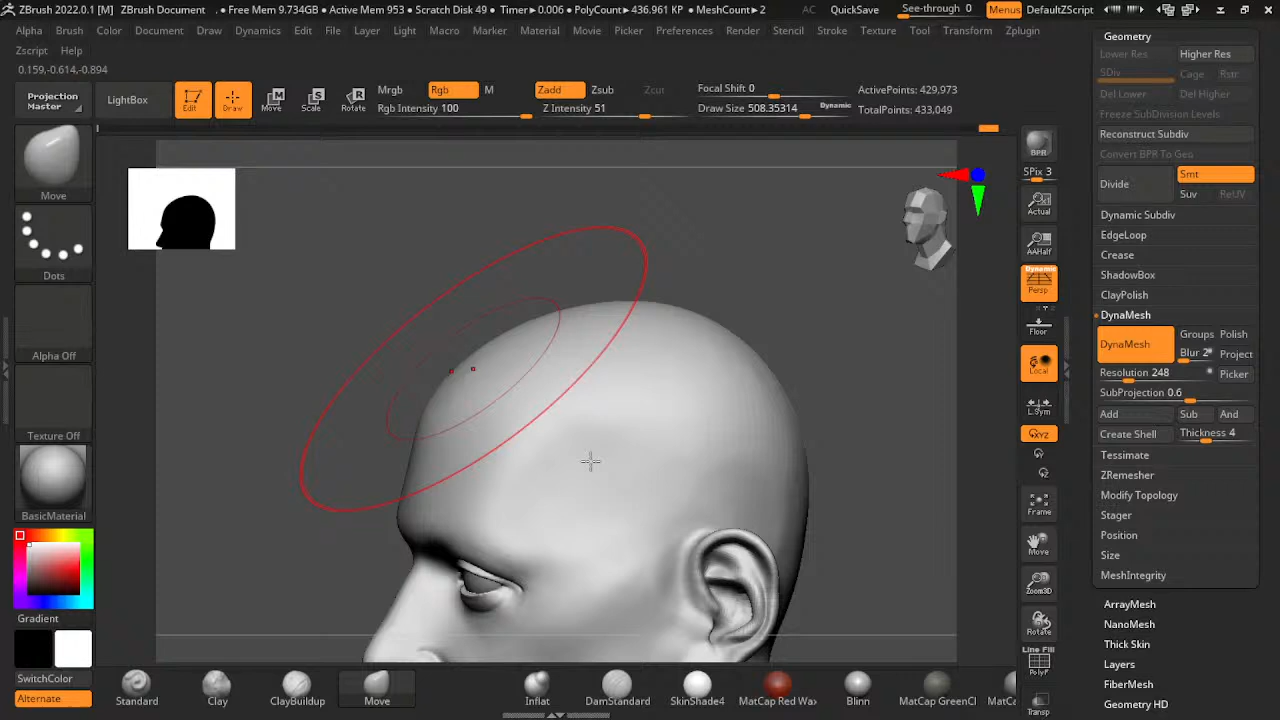 ZBrush 2022.0.1 [M] ZBrush Document , • Free Mem 9.734GB • Active Mem 953 • Scratch Disk 49 • Timer▸0.006 • PolyCount▸436.961 KP • MeshCount▸2 AC QuickSave See-through 0 Menus DefaultZScript
Alpha Brush Color Document Draw Dynamics Edit File Layer Light Macro Marker Material Movie Picker Preferences Render Stencil Stroke Texture Tool Transform Zplugin
Zscript Help
0.159,-0.614,-0.894
Projection
Master
LightBox
Edit
Draw
Move
Scale
Rotate
Mrgb Rgb M
Rgb Intensity 100
Zadd Zsub Zcut
Z Intensity 51
Focal Shift 0
Draw Size 508.35314 Dynamic
ActivePoints: 429,973
TotalPoints: 433,049
Move
Dots
Alpha Off
Texture Off
BasicMaterial
Gradient
SwitchColor
Alternate
BPR
SPix 3
Actual
AAHalf
Dynamic
Persp
Floor
Local
L.Sym
XYZ
Frame
Move
Zoom3D
Rotate
Line Fill
PolyF
Transp
Geometry
Lower Res Higher Res
SDiv Cage Rstr
Del Lower Del Higher
Freeze SubDivision Levels
Reconstruct Subdiv
Convert BPR To Geo
Divide Smt
Suv ReUV
Dynamic Subdiv
EdgeLoop
Crease
ShadowBox
ClayPolish
DynaMesh
DynaMesh Groups Polish
Blur 2 Project
Resolution 248 Picker
SubProjection 0.6
Add Sub And
Create Shell Thickness 4
Tessimate
ZRemesher
Modify Topology
Stager
Position
Size
MeshIntegrity
ArrayMesh
NanoMesh
Thick Skin
Layers
FiberMesh
Geometry HD
Standard Clay ClayBuildup Move Inflat DamStandard SkinShade4 MatCap Red Wax Blinn MatCap GreenCl MatCa